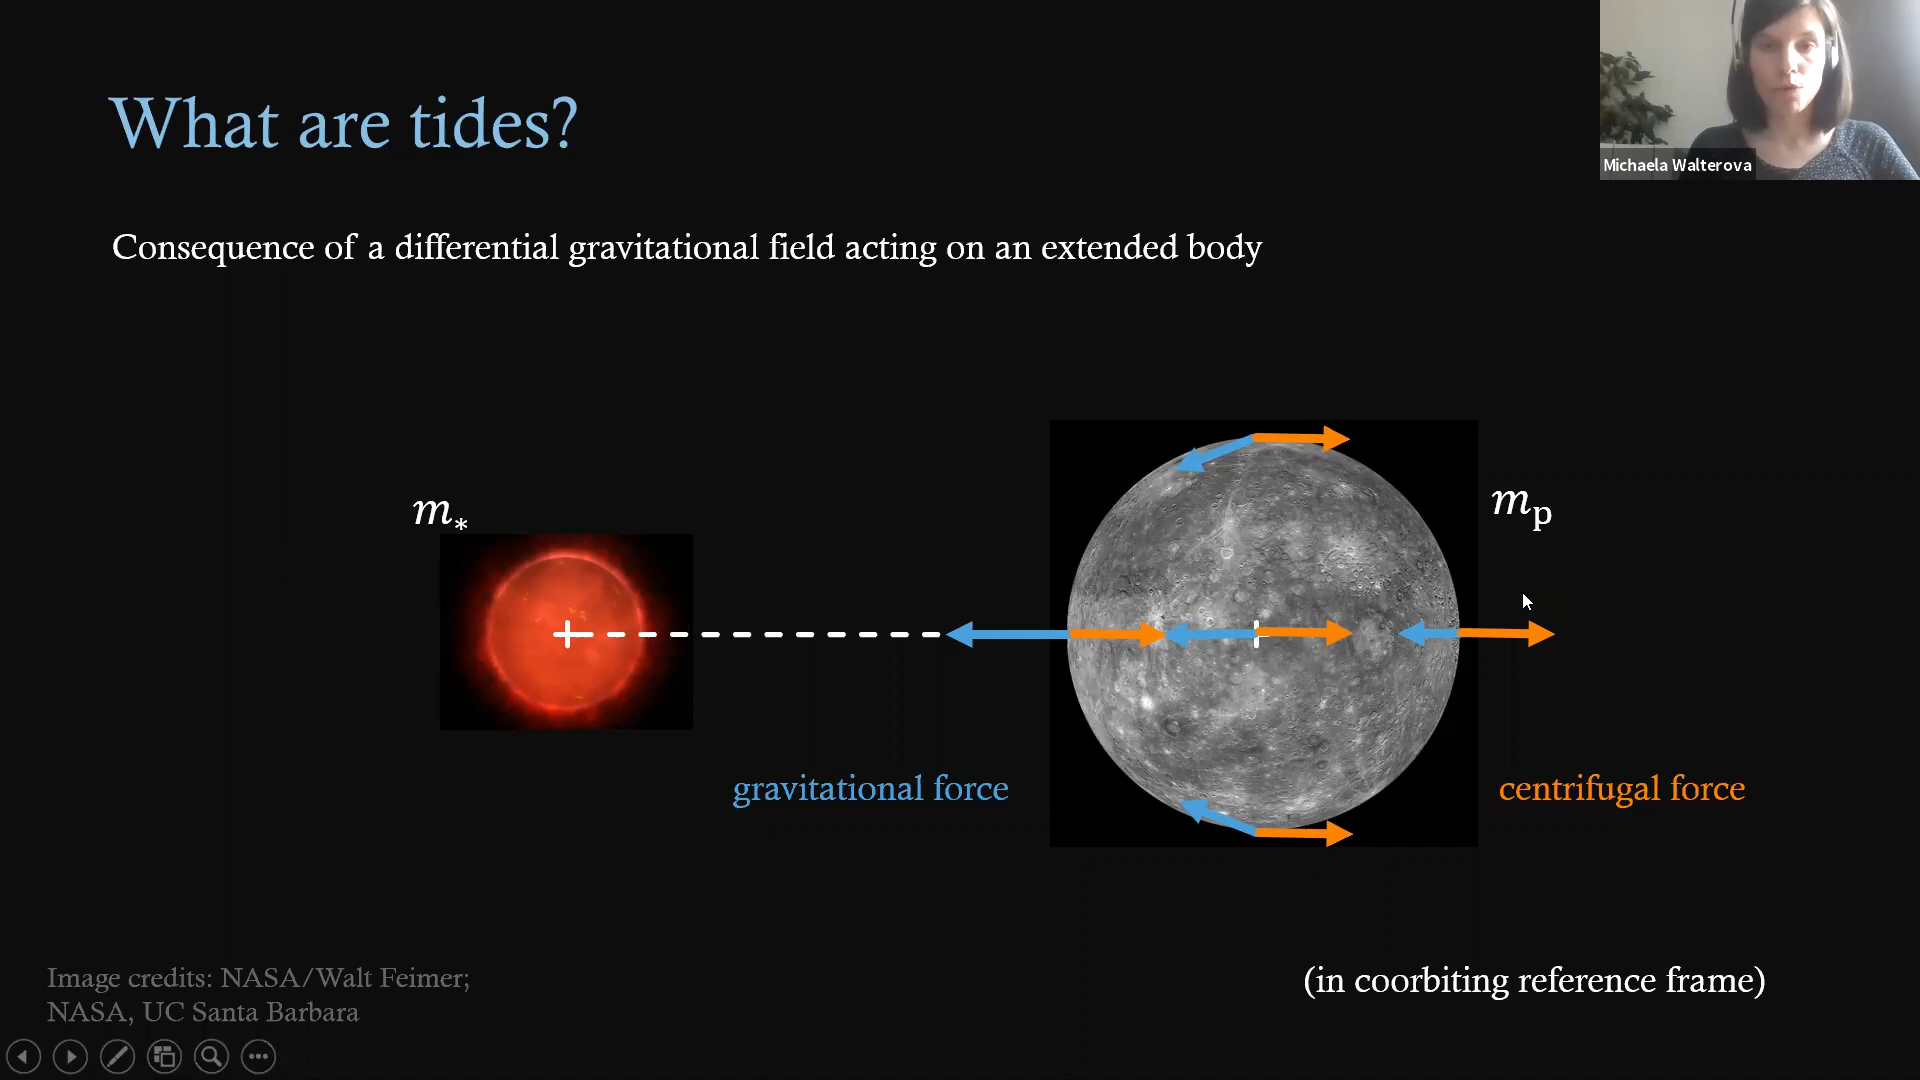 What are tides?
Michaela Walterova
Consequence of a differential gravitational field acting on an extended body
m*
mp
gravitational force
centrifugal force
(in coorbiting reference frame)
Image credits: NASA/Walt Feimer;
NASA, UC Santa Barbara